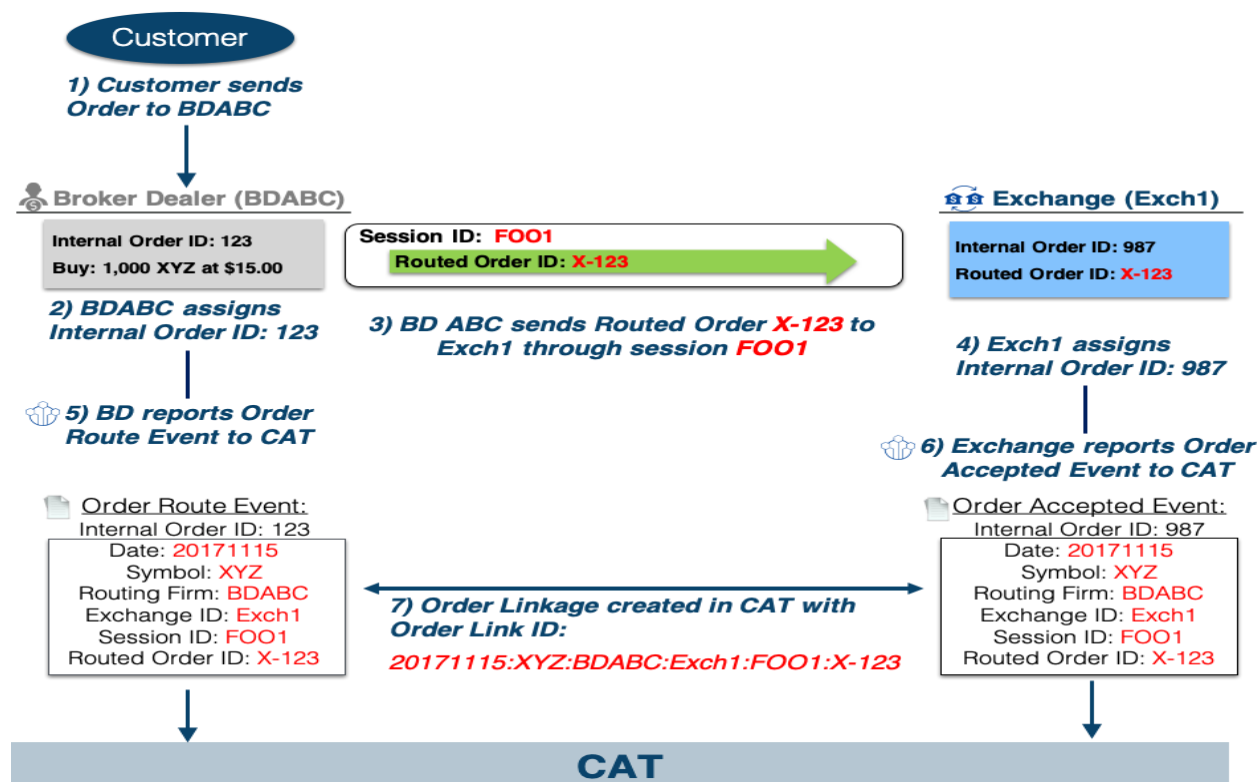 Customer
1) Customer sends
Order to BDABC
Broker Dealer (BDABC)
Internal Order ID: 123
Buy: 1,000 XYZ at $15.00
2) BDABC assigns
Internal Order ID: 123
Session ID: FOO1
Routed Order ID: X-123
3) BD ABC sends Routed Order X-123 to
Exch1 through session FOO1
Exchange (Exch1)
Internal Order ID: 987
Routed Order ID: X-123
4) Exch1 assigns
Internal Order ID: 987
5) BD reports Order
Route Event to CAT
6) Exchange reports Order
Accepted Event to CAT
Order Route Event:
Internal Order ID: 123
Date: 20171115
Symbol: XYZ
Routing Firm: BDABC
Exchange ID: Exch1
Session ID: FOO1
Routed Order ID: X-123
7) Order Linkage created in CAT with
Order Link ID:
20171115:XYZ:BDABC:Exch1:FOO1:X-123
Order Accepted Event:
Internal Order ID: 987
Date: 20171115
Symbol: XYZ
Routing Firm: BDABC
Exchange ID: Exch1
Session ID: FOO1
Routed Order ID: X-123
CAT